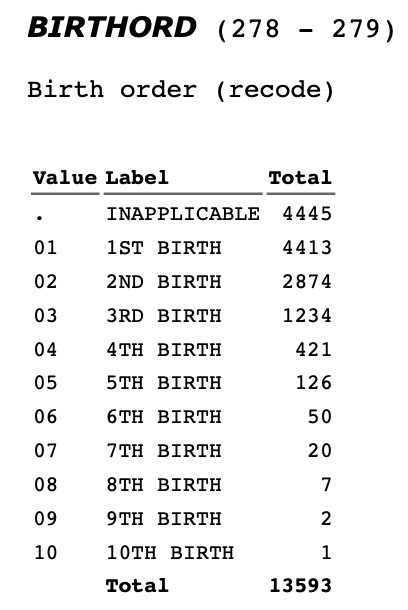 BIRTHORD (278 - 279)
Birth order (recode)
Value Label Total
. INAPPLICABLE 4445
01 1ST BIRTH 4413
02 2ND BIRTH 2874
03 3RD BIRTH 1234
04 4TH BIRTH 421
05 5TH BIRTH 126
06 6TH BIRTH 50
07 7TH BIRTH 20
08 8TH BIRTH 7
09 9TH BIRTH 2
10 10TH BIRTH 1
Total 13593